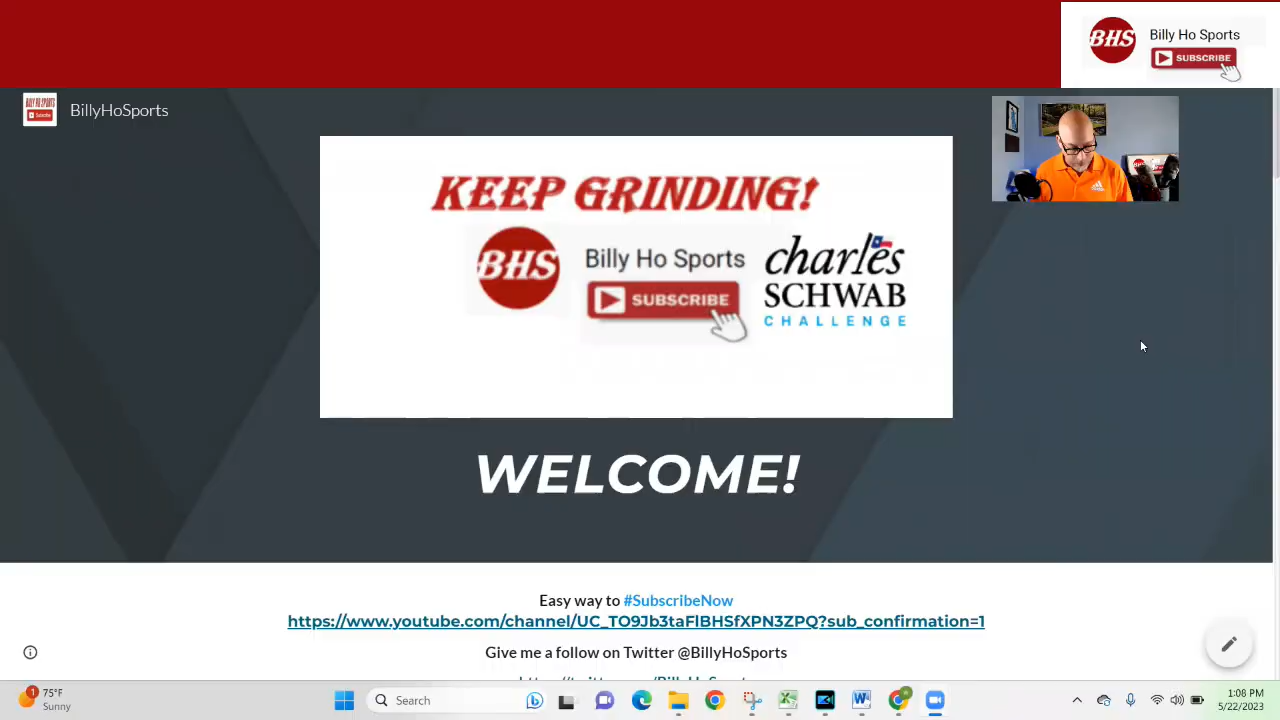 BHS
Billy Ho Sports
SUBSCRIBE
BillyHoSports
KEEP GRINDING!
BHS
Billy Ho Sports
SUBSCRIBE
charles
SCHWAB
CHALLENGE
WELCOME!
Easy way to #SubscribeNow
https://www.youtube.com/channel/UC_TO9Jb3taFlBHSfXPN3ZPQ?sub_confirmation=1
Give me a follow on Twitter @BillyHoSports
1
75°F
Sunny
Search
1:08 PM
5/22/2023